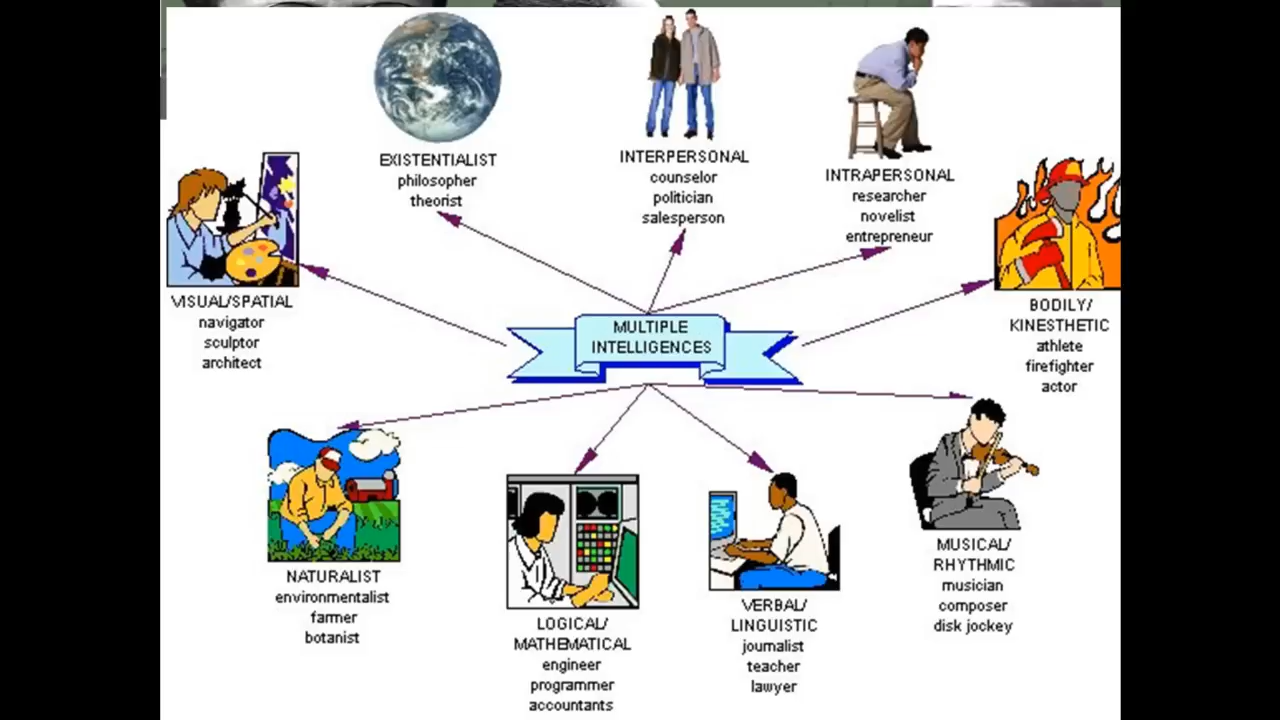 EXISTENTIALIST
philosopher
theorist
INTERPERSONAL
counselor
politician
salesperson
INTRAPERSONAL
researcher
novelist
entrepreneur
VISUAL/SPATIAL
navigator
sculptor
architect
MULTIPLE
INTELLIGENCES
BODILY/
KINESTHETIC
athlete
firefighter
actor
NATURALIST
environmentalist
farmer
botanist
LOGICAL/
MATHEMATICAL
engineer
programmer
accountants
VERBAL/
LINGUISTIC
journalist
teacher
lawyer
MUSICAL/
RHYTHMIC
musician
composer
disk jockey